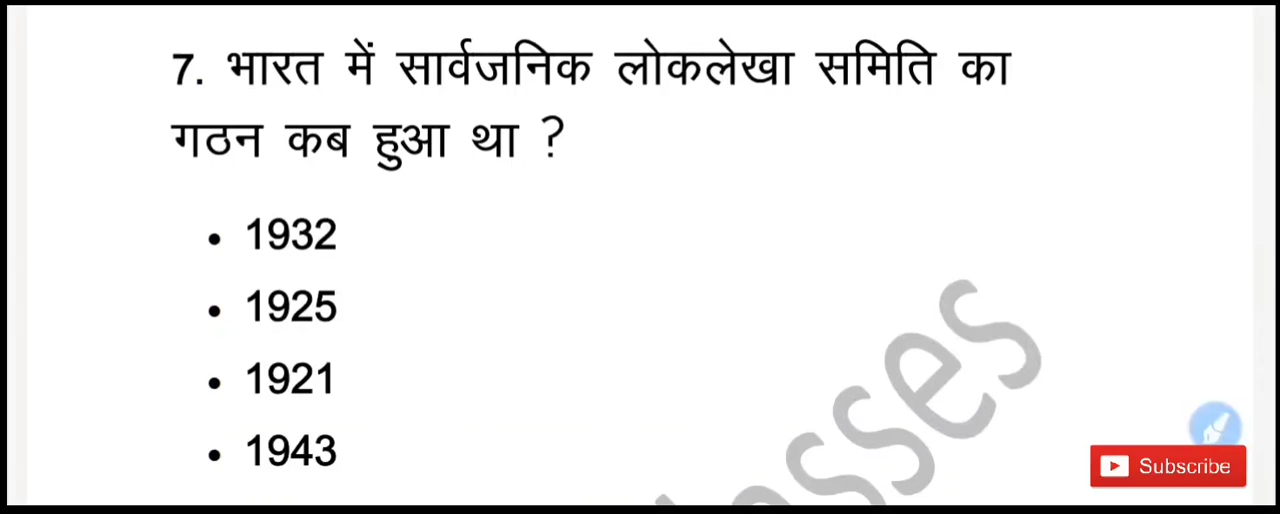 7. भारत में सार्वजनिक लोकलेखा समिति का
गठन कब हुआ था ?
• 1932
• 1925
• 1921
• 1943
Subscribe